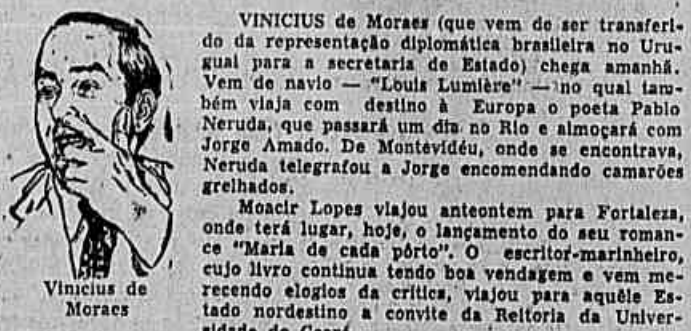 VINICIUS de Moraes (que vem de ser transferi-
do da representação diplomática brasileira no Uru-
guai para a secretaria de Estado) chega amanhã.
Vem de navio — "Louis Lumière" — no qual tam-
bém viaja com destino à Europa o poeta Pablo
Neruda, que passará um dia no Rio e almoçará com
Jorge Amado. De Montevidéu, onde se encontrava,
Neruda telegrafou a Jorge encomendando camarões
grelhados.
Moacir Lopes viajou anteontem para Fortaleza,
onde terá lugar, hoje, o lançamento do seu roman-
ce "Maria de cada pôrto". O escritor-marinheiro,
cujo livro continua tendo boa vendagem e vem me-
recendo elogios da crítica, viajou para aquêle Es-
tado nordestino a convite da Reitoria da Univer-
sidade do Ceará
Vinicius de
Moraes